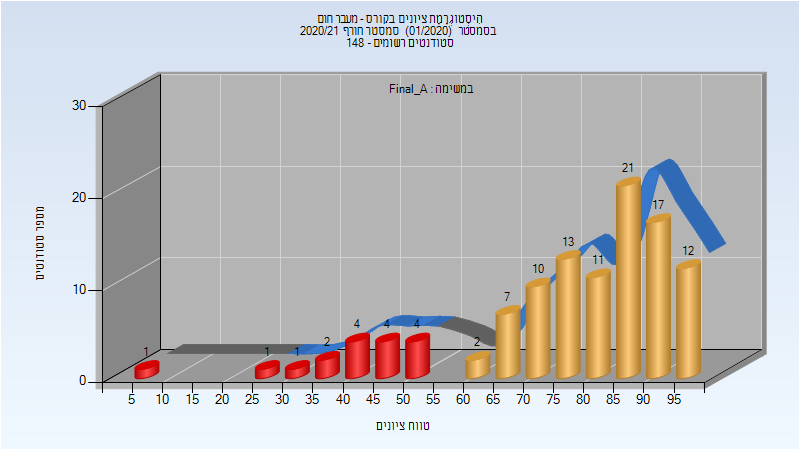 היסטוגרמת ציונים בקורס - מעבר חום
בסמסטר (01/2020) סמסטר חורף 2020/21
סטודנטים רשומים - 148
במשימה : Final_A
מספר סטודנטים
30
20
10
0
1
1
1
2
4
4
4
2
7
10
13
11
21
17
12
5 10 15 20 25 30 35 40 45 50 55 60 65 70 75 80 85 90 95
טווח ציונים